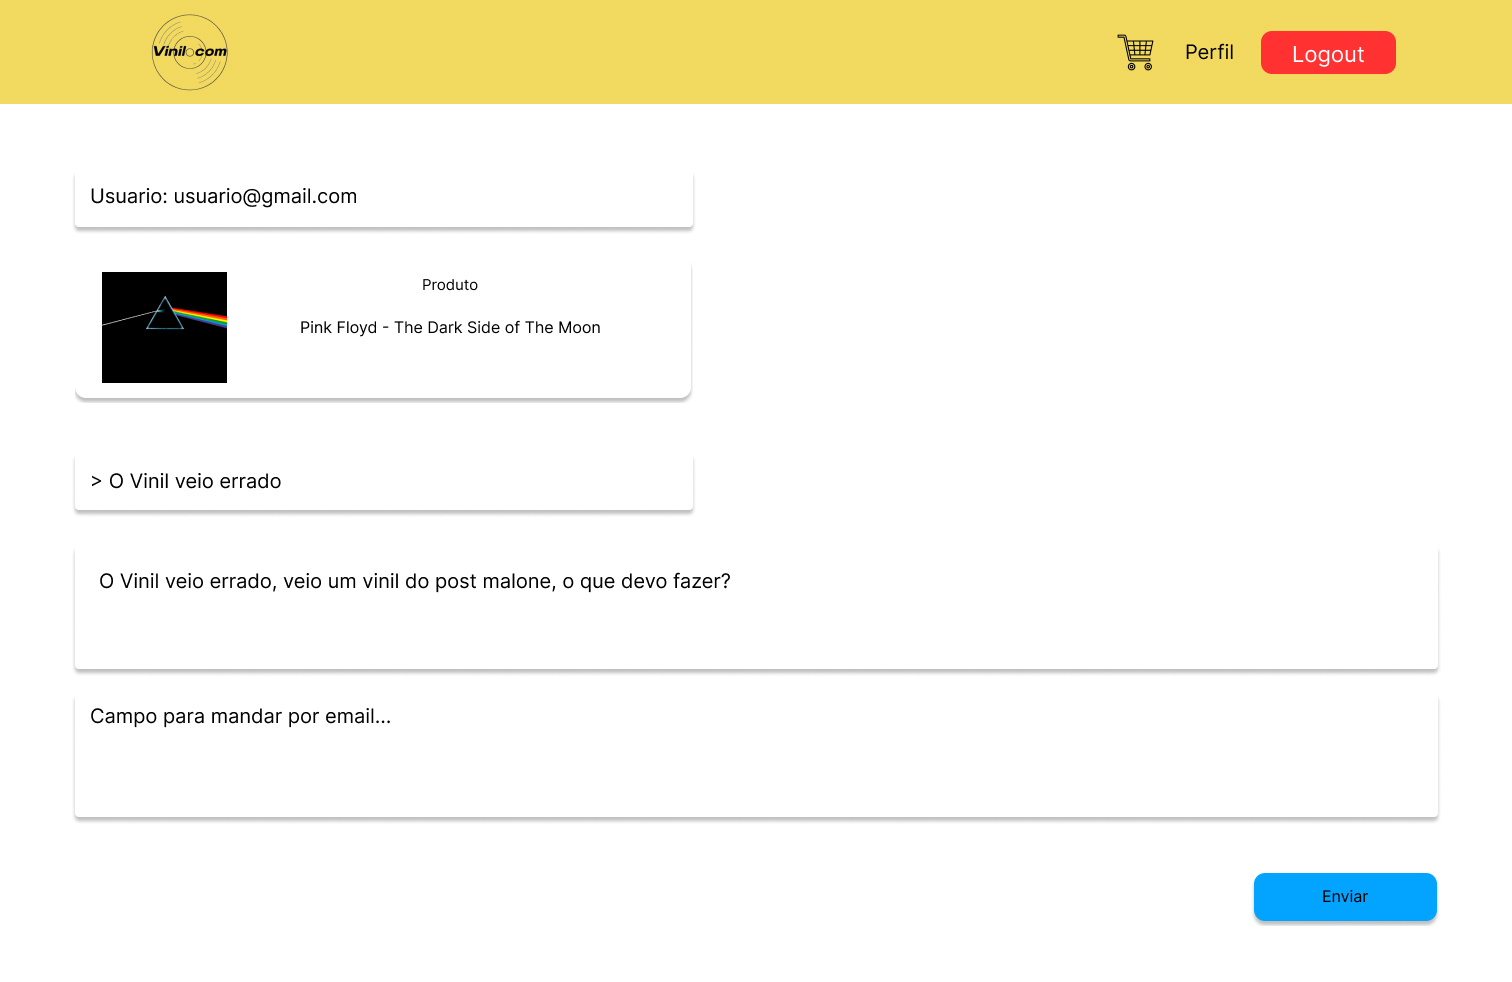 Vinil.com
Perfil
Logout
Usuario: usuario@gmail.com
Produto
Pink Floyd - The Dark Side of The Moon
> O Vinil veio errado
O Vinil veio errado, veio um vinil do post malone, o que devo fazer?
Campo para mandar por email...
Enviar